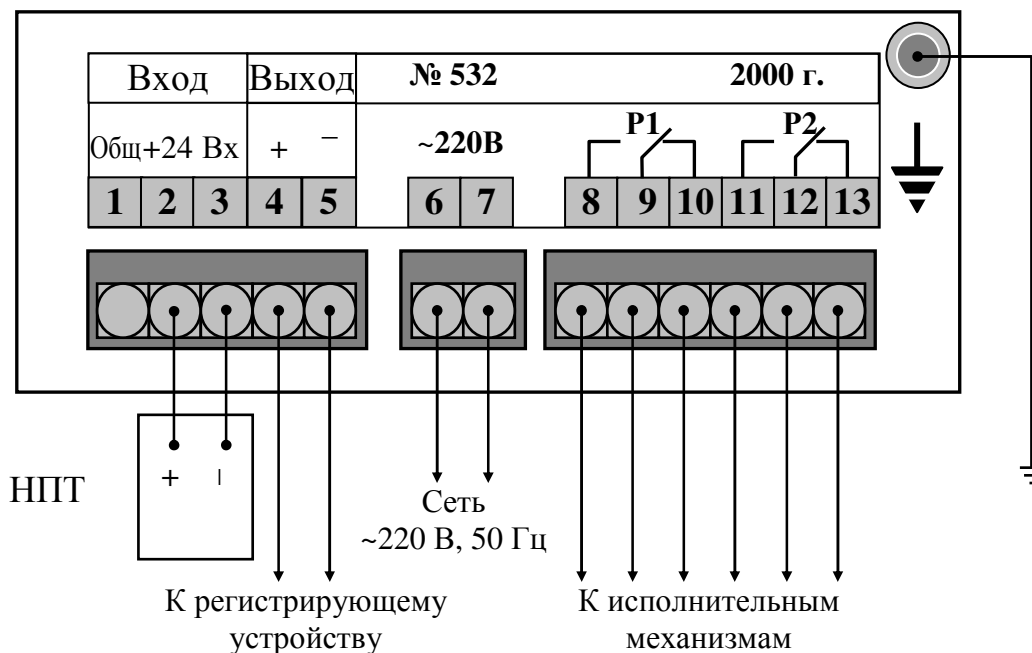 Вход Выход № 532 2000 г.
Р1 Р2
Общ +24 Вх + – ~220В
1 2 3 4 5 6 7 8 9 10 11 12 13
+ –
НПТ
Сеть
~220 В, 50 Гц
К регистрирующему
устройству
К исполнительным
механизмам